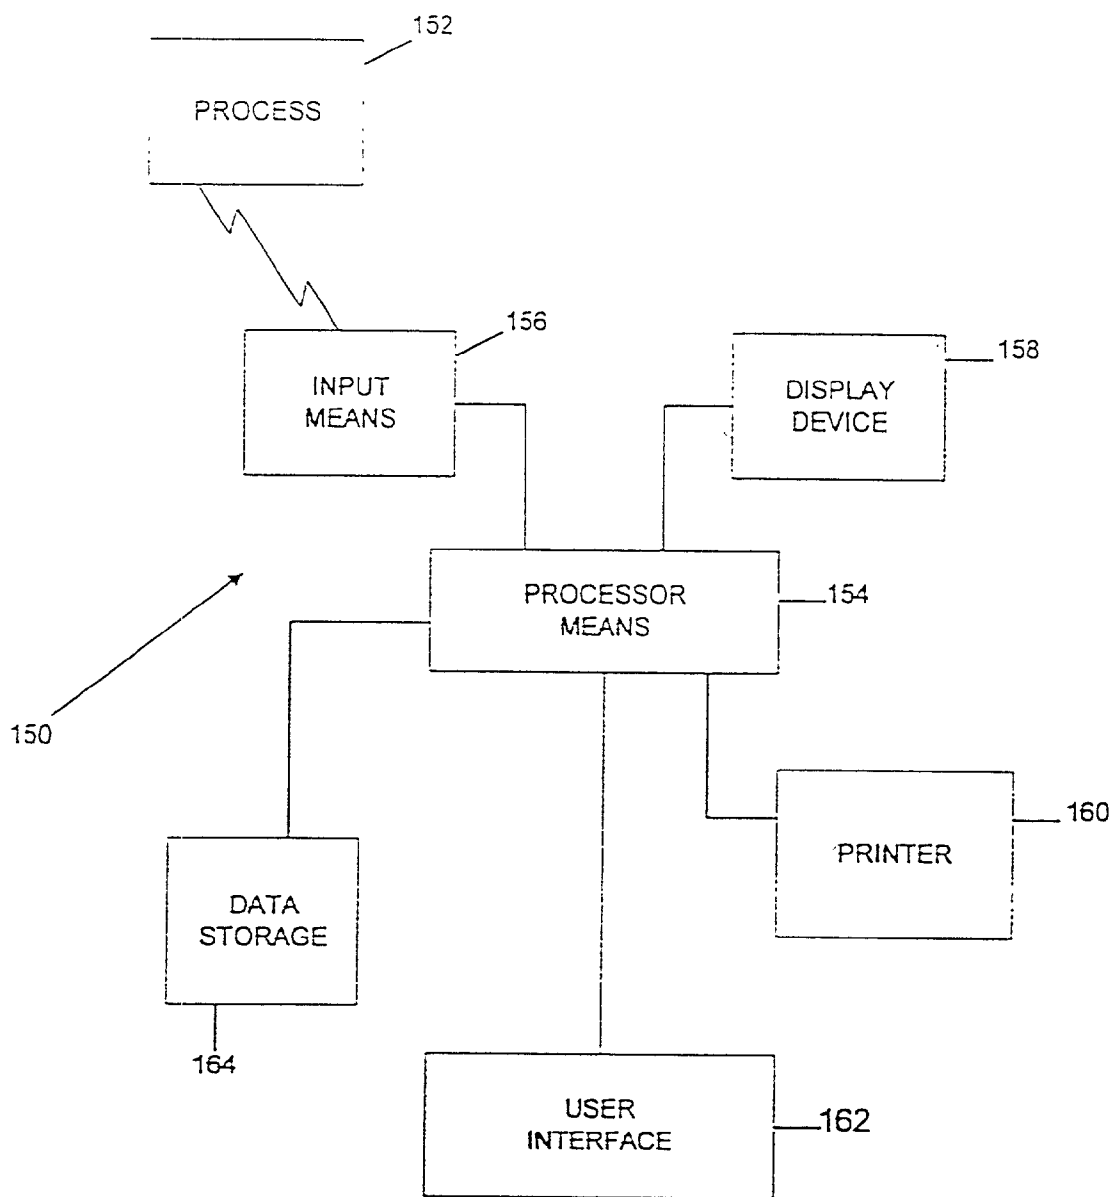 152
PROCESS
156
INPUT
MEANS
158
DISPLAY
DEVICE
PROCESSOR
MEANS
154
150
160
PRINTER
DATA
STORAGE
164
USER
INTERFACE
162